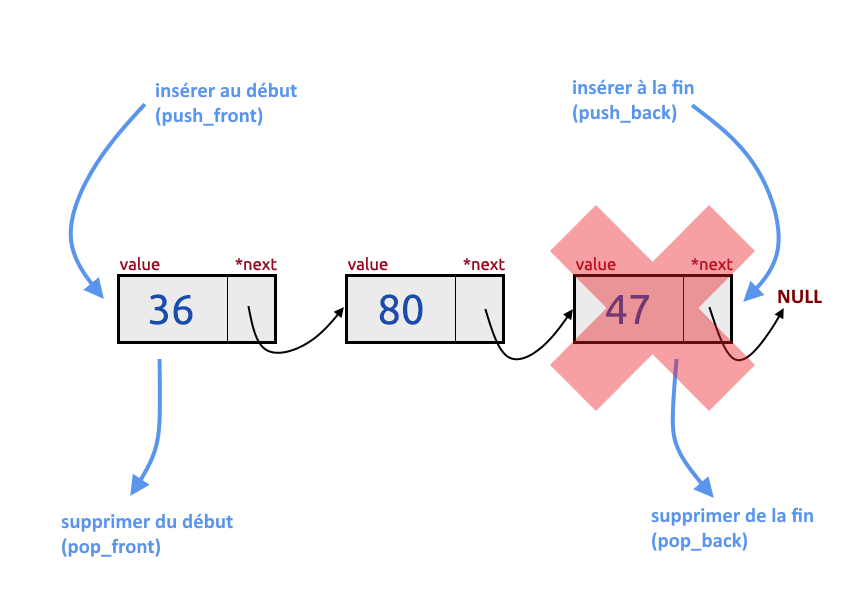 insérer au début
(push_front)
insérer à la fin
(push_back)
value *next
value *next
value *next
36
80
47
NULL
supprimer du début
(pop_front)
supprimer de la fin
(pop_back)